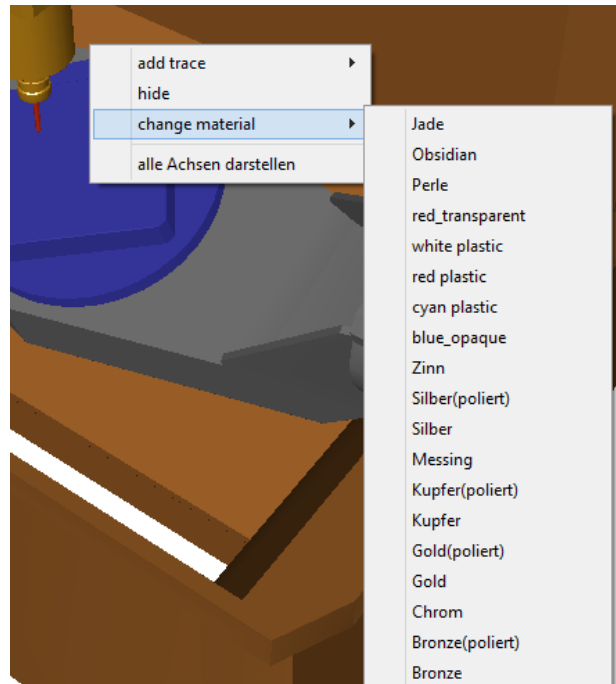 add trace
hide
change material
alle Achsen darstellen
Jade
Obsidian
Perle
red_transparent
white plastic
red plastic
cyan plastic
blue_opaque
Zinn
Silber(poliert)
Silber
Messing
Kupfer(poliert)
Kupfer
Gold(poliert)
Gold
Chrom
Bronze(poliert)
Bronze